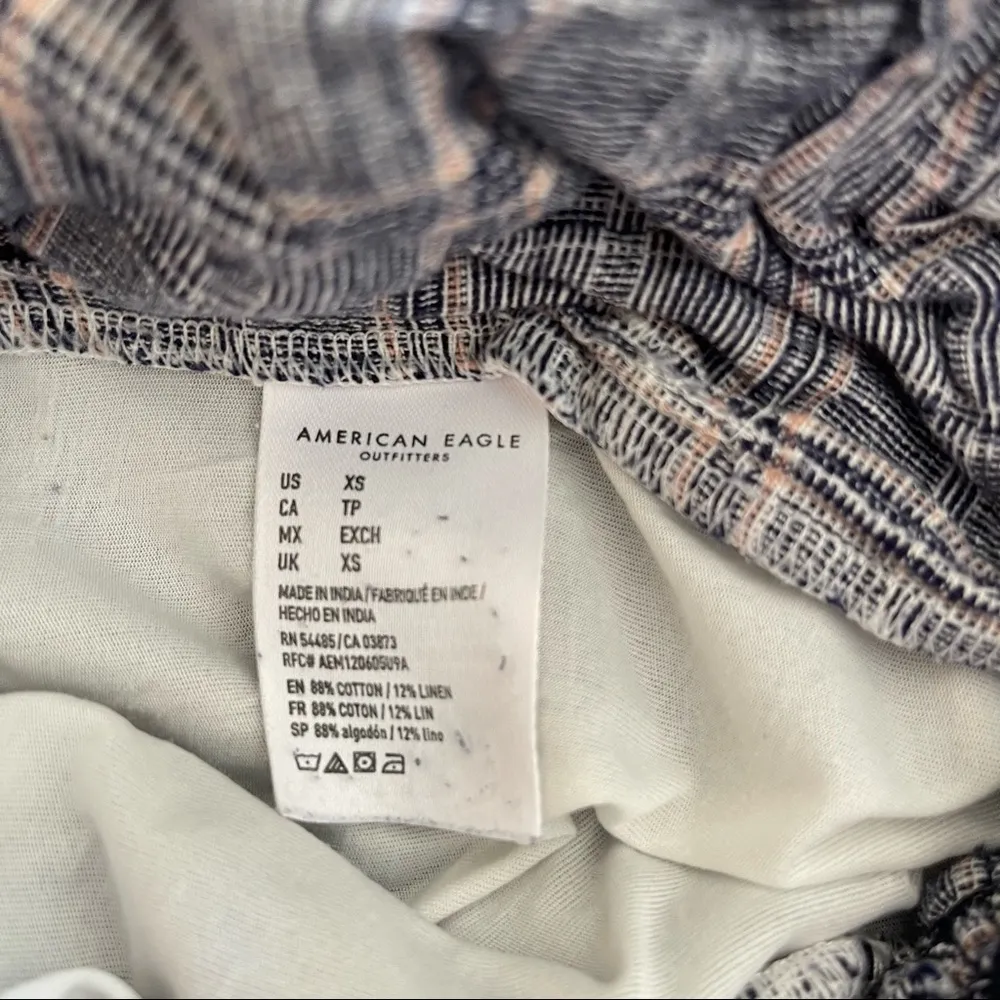 AMERICAN EAGLE
OUTFITTERS
US XS
CA TP
MX EXCH
UK XS
MADE IN INDIA / FABRIQUÉ EN INDE /
HECHO EN INDIA
RN 54485 / CA 03873
RFC# AEM120605U9A
EN 88% COTTON / 12% LINEN
FR 88% COTON / 12% LIN
SP 88% algodón / 12% lino